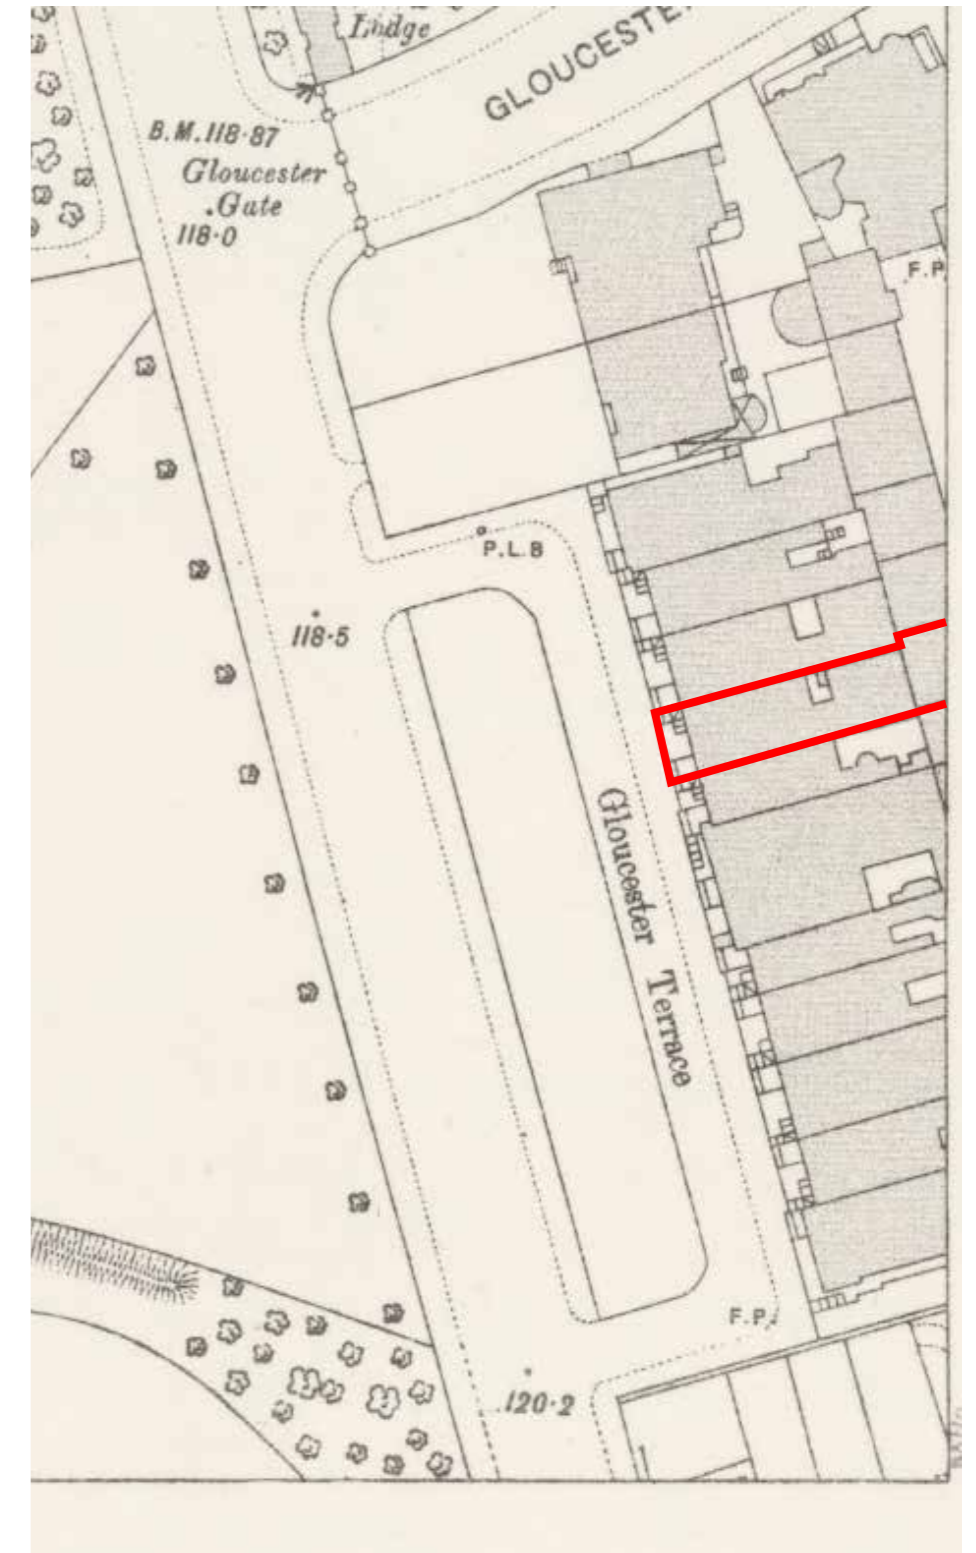 Lodge
GLOUCESTE
B.M.118·87
Gloucester
Gate
118·0
F.P
P.L.B
118·5
Gloucester Terrace
F.P.
120·2